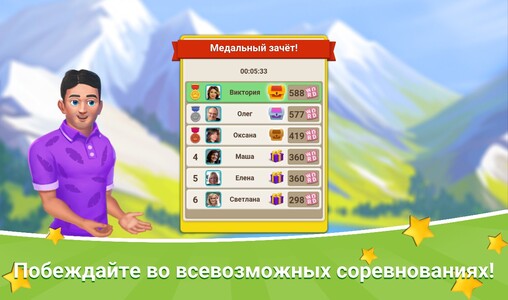 Медальный зачёт!
00:05:33
Виктория 588
Олег 577
Оксана 419
4 Маша 360
5 Елена 360
6 Светлана 298
Побеждайте во всевозможных соревнованиях!